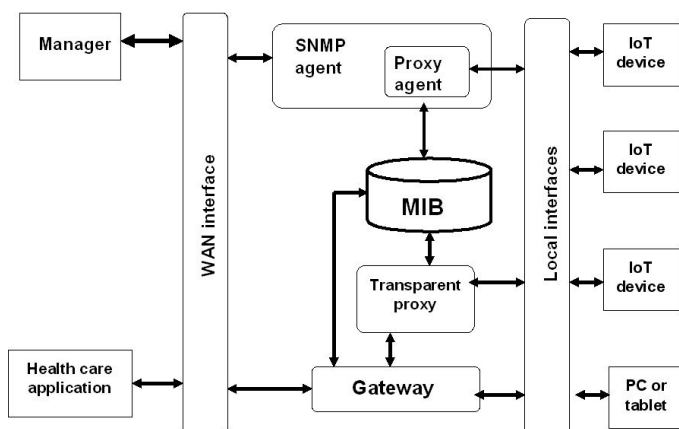 Manager
SNMP
agent
Proxy
agent
IoT
device
IoT
device
WAN interface
MIB
Local interfaces
Transparent
proxy
IoT
device
Health care
application
Gateway
PC or
tablet